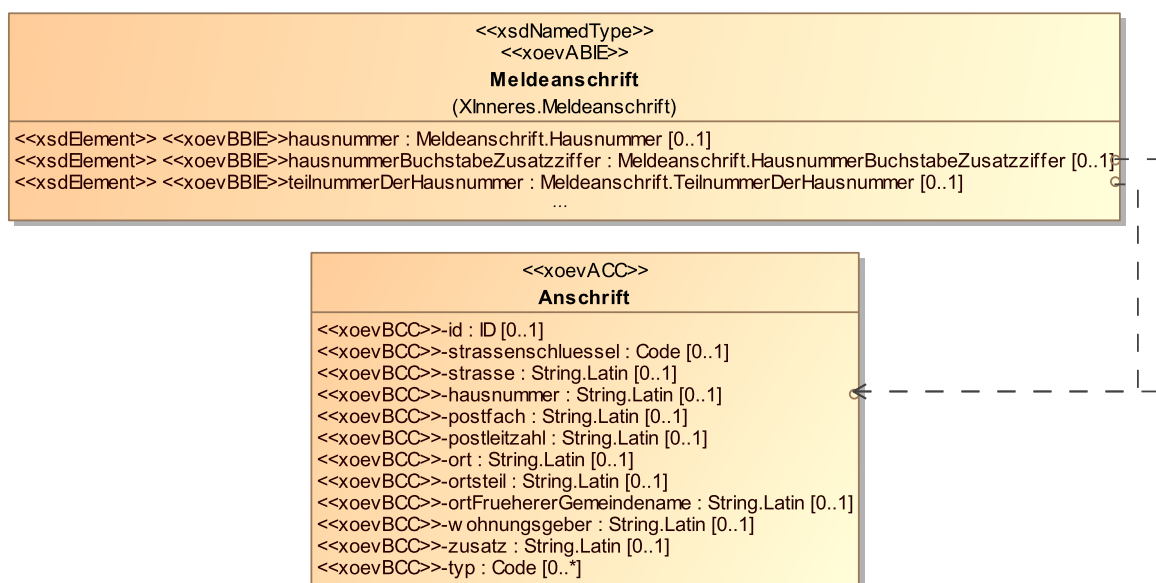 <<xsdNamedType>>
<<xoevABIE>>
Meldeanschrift
(XInneres.Meldeanschrift)
<<xsdElement>> <<xoevBBIE>>hausnummer : Meldeanschrift.Hausnummer [0..1]
<<xsdElement>> <<xoevBBIE>>hausnummerBuchstabeZusatzziffer : Meldeanschrift.HausnummerBuchstabeZusatzziffer [0..1]
<<xsdElement>> <<xoevBBIE>>teilnummerDerHausnummer : Meldeanschrift.TeilnummerDerHausnummer [0..1]
...
<<xoevACC>>
Anschrift
<<xoevBCC>>-id : ID [0..1]
<<xoevBCC>>-strassenschluessel : Code [0..1]
<<xoevBCC>>-strasse : String.Latin [0..1]
<<xoevBCC>>-hausnummer : String.Latin [0..1]
<<xoevBCC>>-postfach : String.Latin [0..1]
<<xoevBCC>>-postleitzahl : String.Latin [0..1]
<<xoevBCC>>-ort : String.Latin [0..1]
<<xoevBCC>>-ortsteil : String.Latin [0..1]
<<xoevBCC>>-ortFruehererGemeindename : String.Latin [0..1]
<<xoevBCC>>-wohnungsgeber : String.Latin [0..1]
<<xoevBCC>>-zusatz : String.Latin [0..1]
<<xoevBCC>>-typ : Code [0..*]